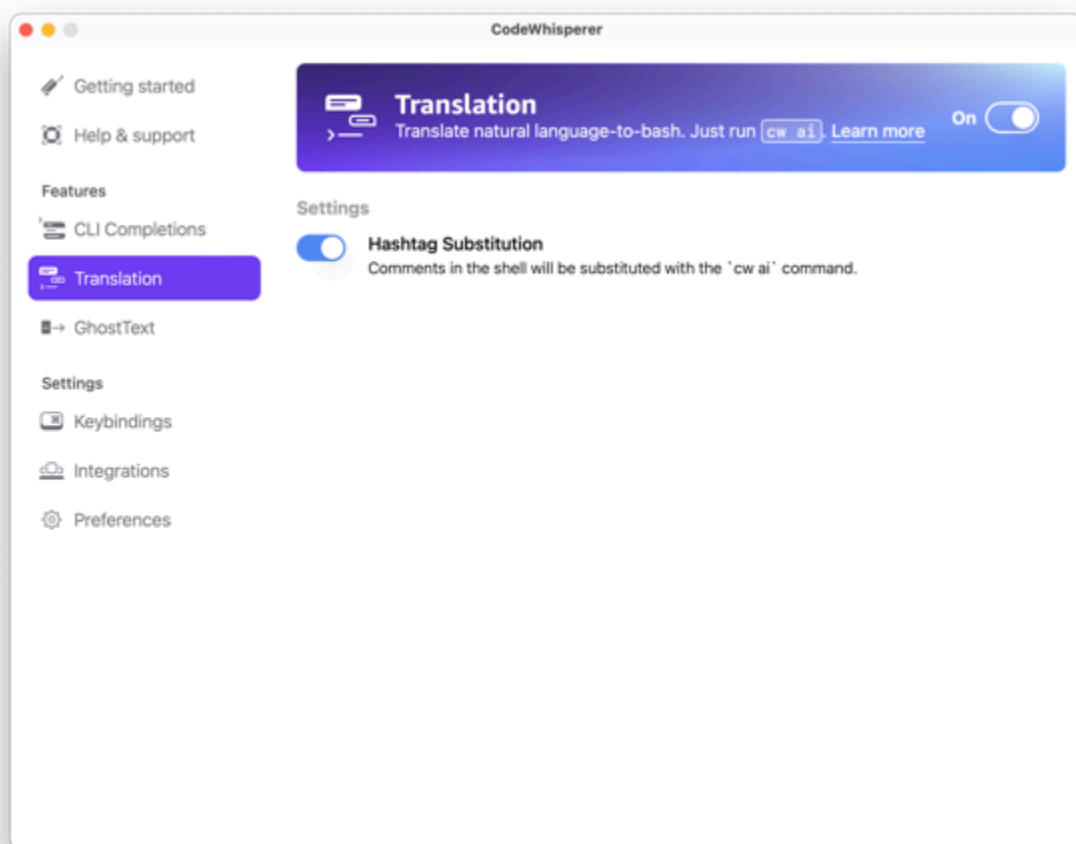 CodeWhisperer
Getting started
Help & support
Features
CLI Completions
Translation
GhostText
Settings
Keybindings
Integrations
Preferences
Translation
Translate natural language-to-bash. Just run cw ai. Learn more
On
Settings
Hashtag Substitution
Comments in the shell will be substituted with the `cw ai` command.